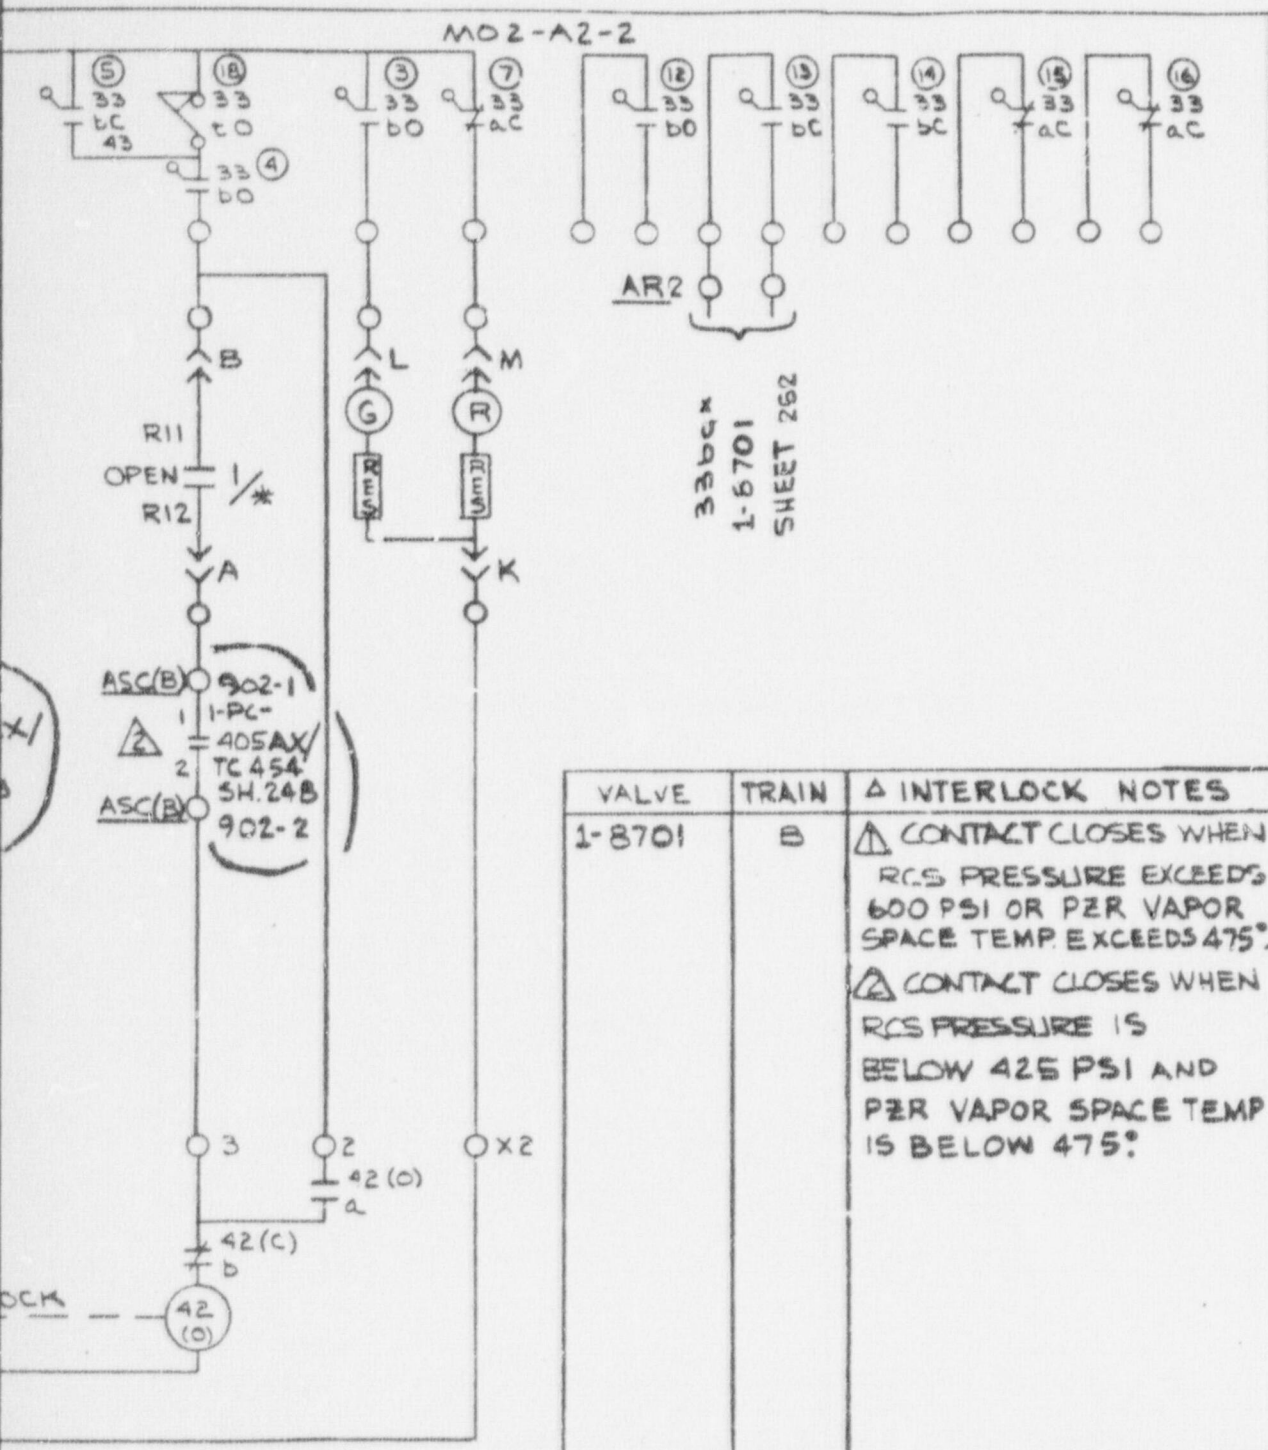 MO2-A2-2
5
33
bC
43
18
33
tO
33
4
bO
3
33
bO
7
33
aC
12
33
bO
13
33
bC
14
33
bC
15
33
aC
16
33
aC
AR2
SHEET 262
B
L
M
G
R
R11
OPEN
1/*
R12
RES
RES
A
K
ASC(B)
902-1
1
1-PC-
2
405AX/
2
TC454
SH.24B
ASC(B)
902-2
X/
VALVE
TRAIN
Δ INTERLOCK NOTES
1-8701
B
1 CONTACT CLOSES WHEN
RCS PRESSURE EXCEEDS
600 PSI OR PZR VAPOR
SPACE TEMP. EXCEEDS 475°.
2 CONTACT CLOSES WHEN
RCS PRESSURE IS
BELOW 425 PSI AND
PZR VAPOR SPACE TEMP
IS BELOW 475°.
3
2
X2
42(O)
a
42(C)
b
OCK
42
(O)